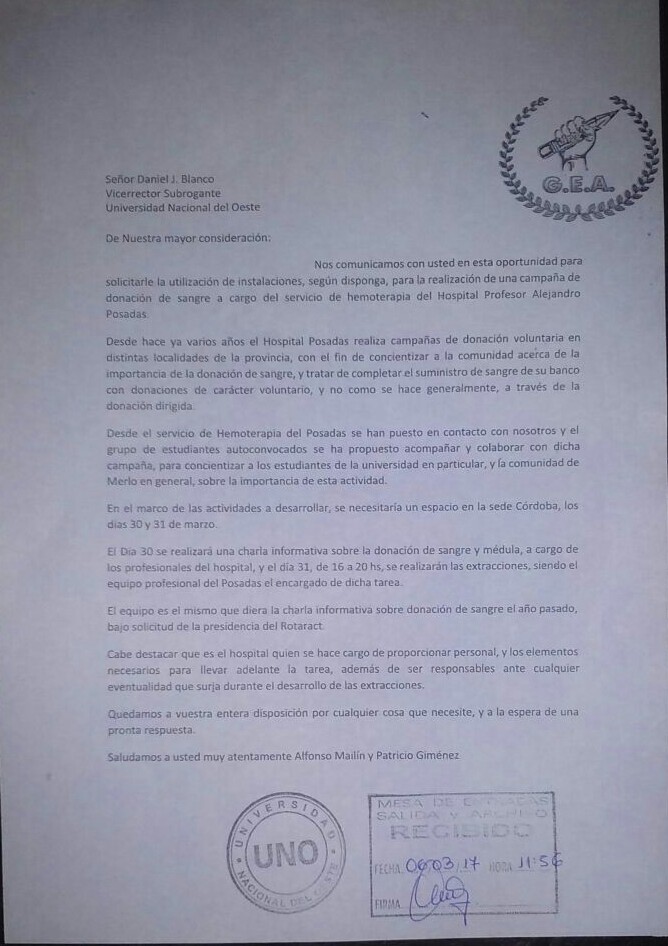 G.E.A.
Señor Daniel J. Blanco
Vicerrector Subrogante
Universidad Nacional del Oeste
De Nuestra mayor consideración:
Nos comunicamos con usted en esta oportunidad para
solicitarle la utilización de instalaciones, según disponga, para la realización de una campaña de
donación de sangre a cargo del servicio de hemoterapia del Hospital Profesor Alejandro
Posadas.
Desde hace ya varios años el Hospital Posadas realiza campañas de donación voluntaria en
distintas localidades de la provincia, con el fin de concientizar a la comunidad acerca de la
importancia de la donación de sangre, y tratar de completar el suministro de sangre de su banco
con donaciones de carácter voluntario, y no como se hace generalmente, a través de la
donación dirigida.
Desde el servicio de Hemoterapia del Posadas se han puesto en contacto con nosotros y el
grupo de estudiantes autoconvocados se ha propuesto acompañar y colaborar con dicha
campaña, para concientizar a los estudiantes de la universidad en particular, y la comunidad de
Merlo en general, sobre la importancia de esta actividad.
En el marco de las actividades a desarrollar, se necesitaría un espacio en la sede Córdoba, los
días 30 y 31 de marzo.
El Día 30 se realizará una charla informativa sobre la donación de sangre y médula, a cargo de
los profesionales del hospital, y el día 31, de 16 a 20 hs, se realizarán las extracciones, siendo el
equipo profesional del Posadas el encargado de dicha tarea.
El equipo es el mismo que diera la charla informativa sobre donación de sangre el año pasado,
bajo solicitud de la presidencia del Rotaract.
Cabe destacar que es el hospital quien se hace cargo de proporcionar personal, y los elementos
necesarios para llevar adelante la tarea, además de ser responsables ante cualquier
eventualidad que surja durante el desarrollo de las extracciones.
Quedamos a vuestra entera disposición por cualquier cosa que necesite, y a la espera de una
pronta respuesta.
Saludamos a usted muy atentamente Alfonso Mailín y Patricio Giménez
UNIVERSIDAD
UNO
NACIONAL DEL OESTE
MESA DE ENTRADAS
SALIDA Y ARCHIVO
RECIBIDO
FECHA 06/03/17 HORA 11:56
FIRMA